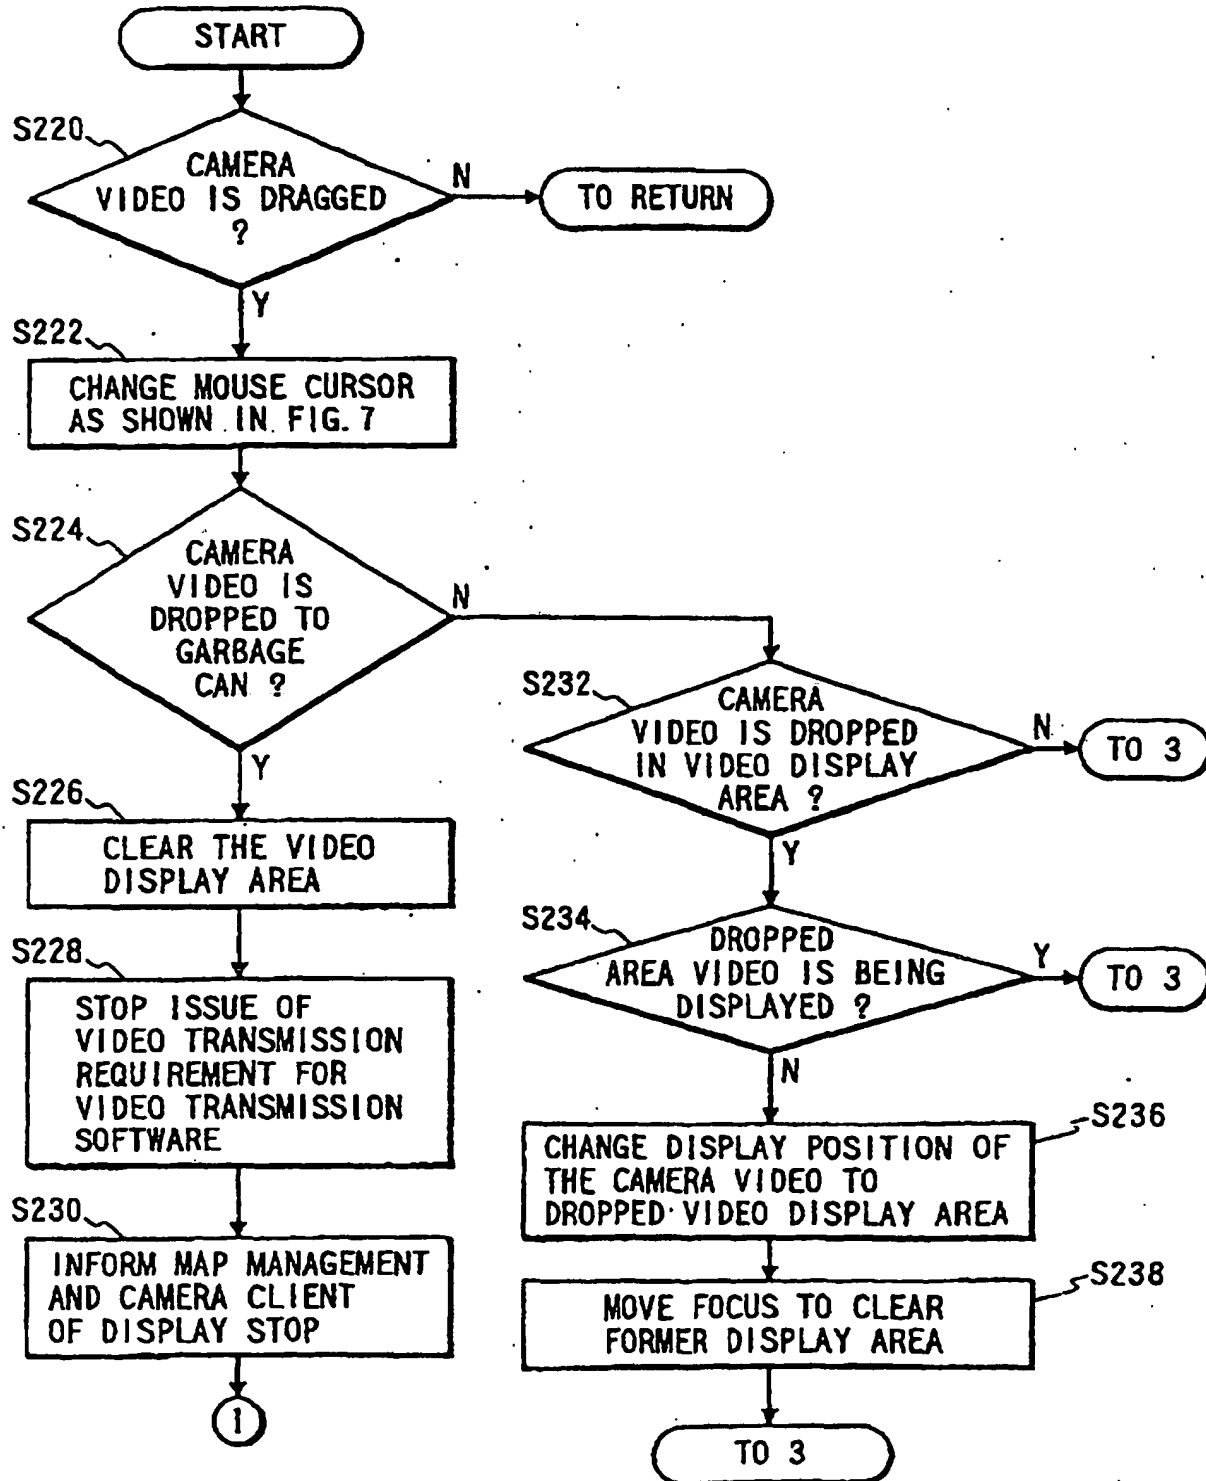 START
S220
CAMERA
VIDEO IS DRAGGED
?
N
TO RETURN
Y
S222
CHANGE MOUSE CURSOR
AS SHOWN IN FIG. 7
S224
CAMERA
VIDEO IS
DROPPED TO
GARBAGE
CAN ?
N
Y
S232
CAMERA
VIDEO IS DROPPED
IN VIDEO DISPLAY
AREA ?
N
TO 3
Y
S226
CLEAR THE VIDEO
DISPLAY AREA
S234
DROPPED
AREA VIDEO IS BEING
DISPLAYED ?
Y
TO 3
N
S228
STOP ISSUE OF
VIDEO TRANSMISSION
REQUIREMENT FOR
VIDEO TRANSMISSION
SOFTWARE
S236
CHANGE DISPLAY POSITION OF
THE CAMERA VIDEO TO
DROPPED VIDEO DISPLAY AREA
S230
INFORM MAP MANAGEMENT
AND CAMERA CLIENT
OF DISPLAY STOP
S238
MOVE FOCUS TO CLEAR
FORMER DISPLAY AREA
1
TO 3